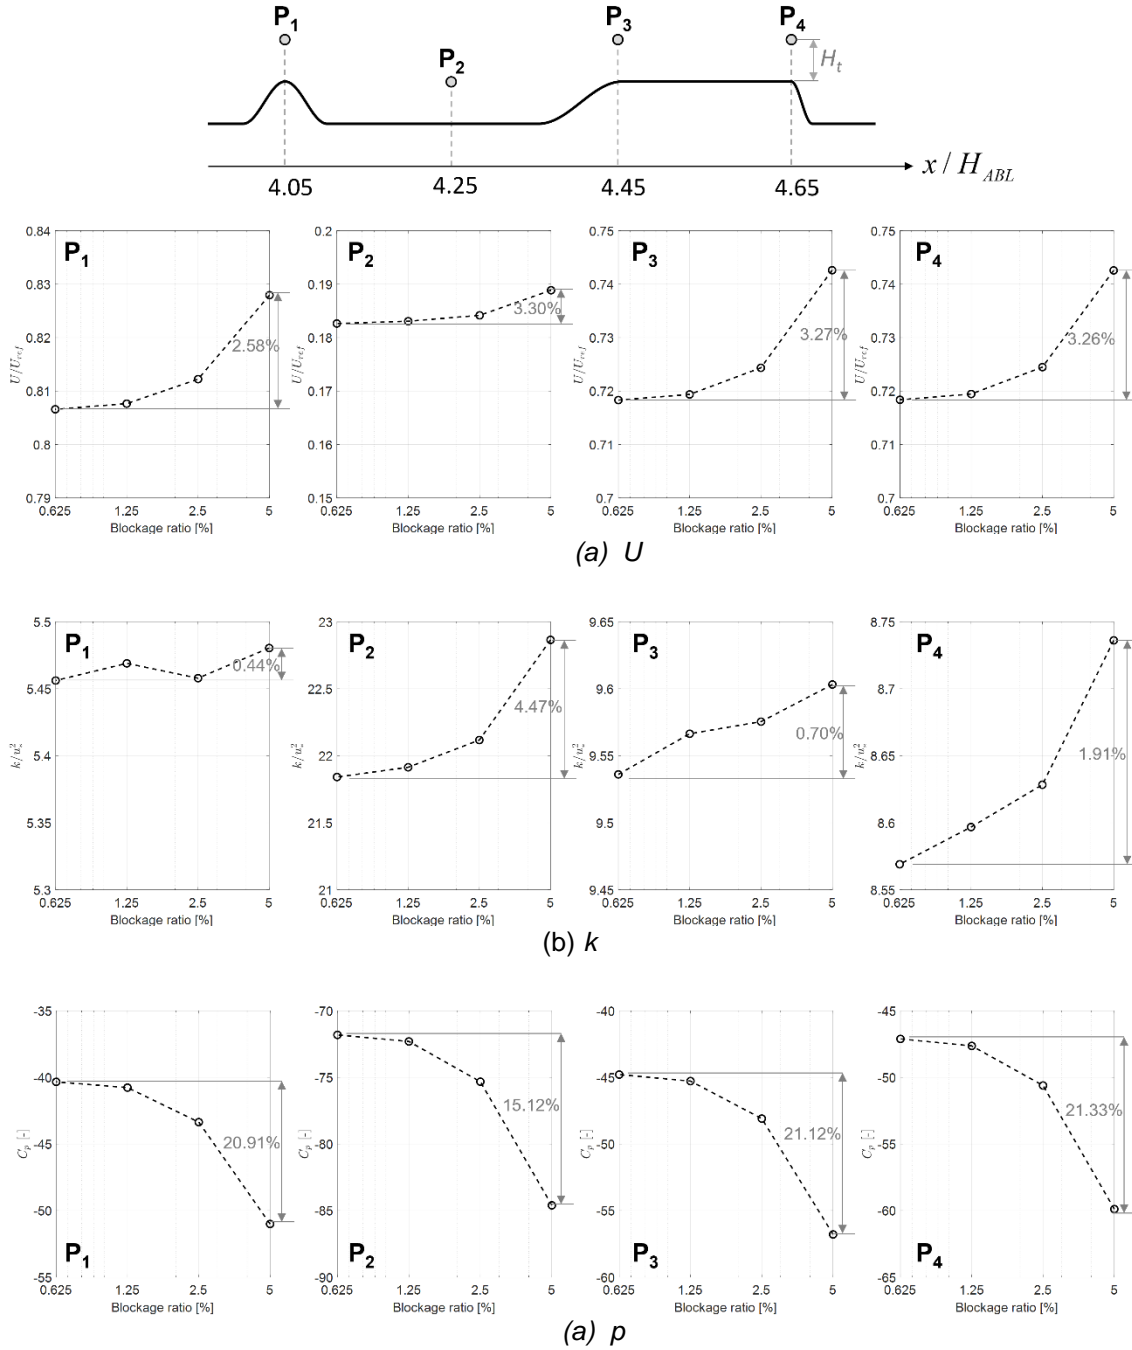 P1 P2 P3 P4
Ht
4.05 4.25 4.45 4.65 x / HABL
P1 P2 P3 P4
0.84 0.83 0.82 0.81 0.8 0.79
U/Uref
2.58%
0.625 1.25 2.5 5
Blockage ratio [%]
0.2 0.19 0.18 0.17 0.16 0.15
U/Uref
3.30%
0.625 1.25 2.5 5
Blockage ratio [%]
0.75 0.74 0.73 0.72 0.71 0.7
U/Uref
3.27%
0.625 1.25 2.5 5
Blockage ratio [%]
0.75 0.74 0.73 0.72 0.71 0.7
U/Uref
3.26%
0.625 1.25 2.5 5
Blockage ratio [%]
(a) U
P1 P2 P3 P4
5.5 5.45 5.4 5.35 5.3
0.44%
0.625 1.25 2.5 5
Blockage ratio [%]
23 22.5 22 21.5 21
4.47%
0.625 1.25 2.5 5
Blockage ratio [%]
9.65 9.6 9.55 9.5 9.45
0.70%
0.625 1.25 2.5 5
Blockage ratio [%]
8.75 8.7 8.65 8.6 8.55
1.91%
0.625 1.25 2.5 5
Blockage ratio [%]
(b) k
-35 -40 -45 -50 -55
Cp [-]
20.91%
P1
0.625 1.25 2.5 5
Blockage ratio [%]
-70 -75 -80 -85 -90
Cp [-]
15.12%
P2
0.625 1.25 2.5 5
Blockage ratio [%]
-40 -45 -50 -55 -60
Cp [-]
21.12%
P3
0.625 1.25 2.5 5
Blockage ratio [%]
-40 -45 -50 -55 -60 -65
Cp [-]
21.33%
P4
0.625 1.25 2.5 5
Blockage ratio [%]
(a) p